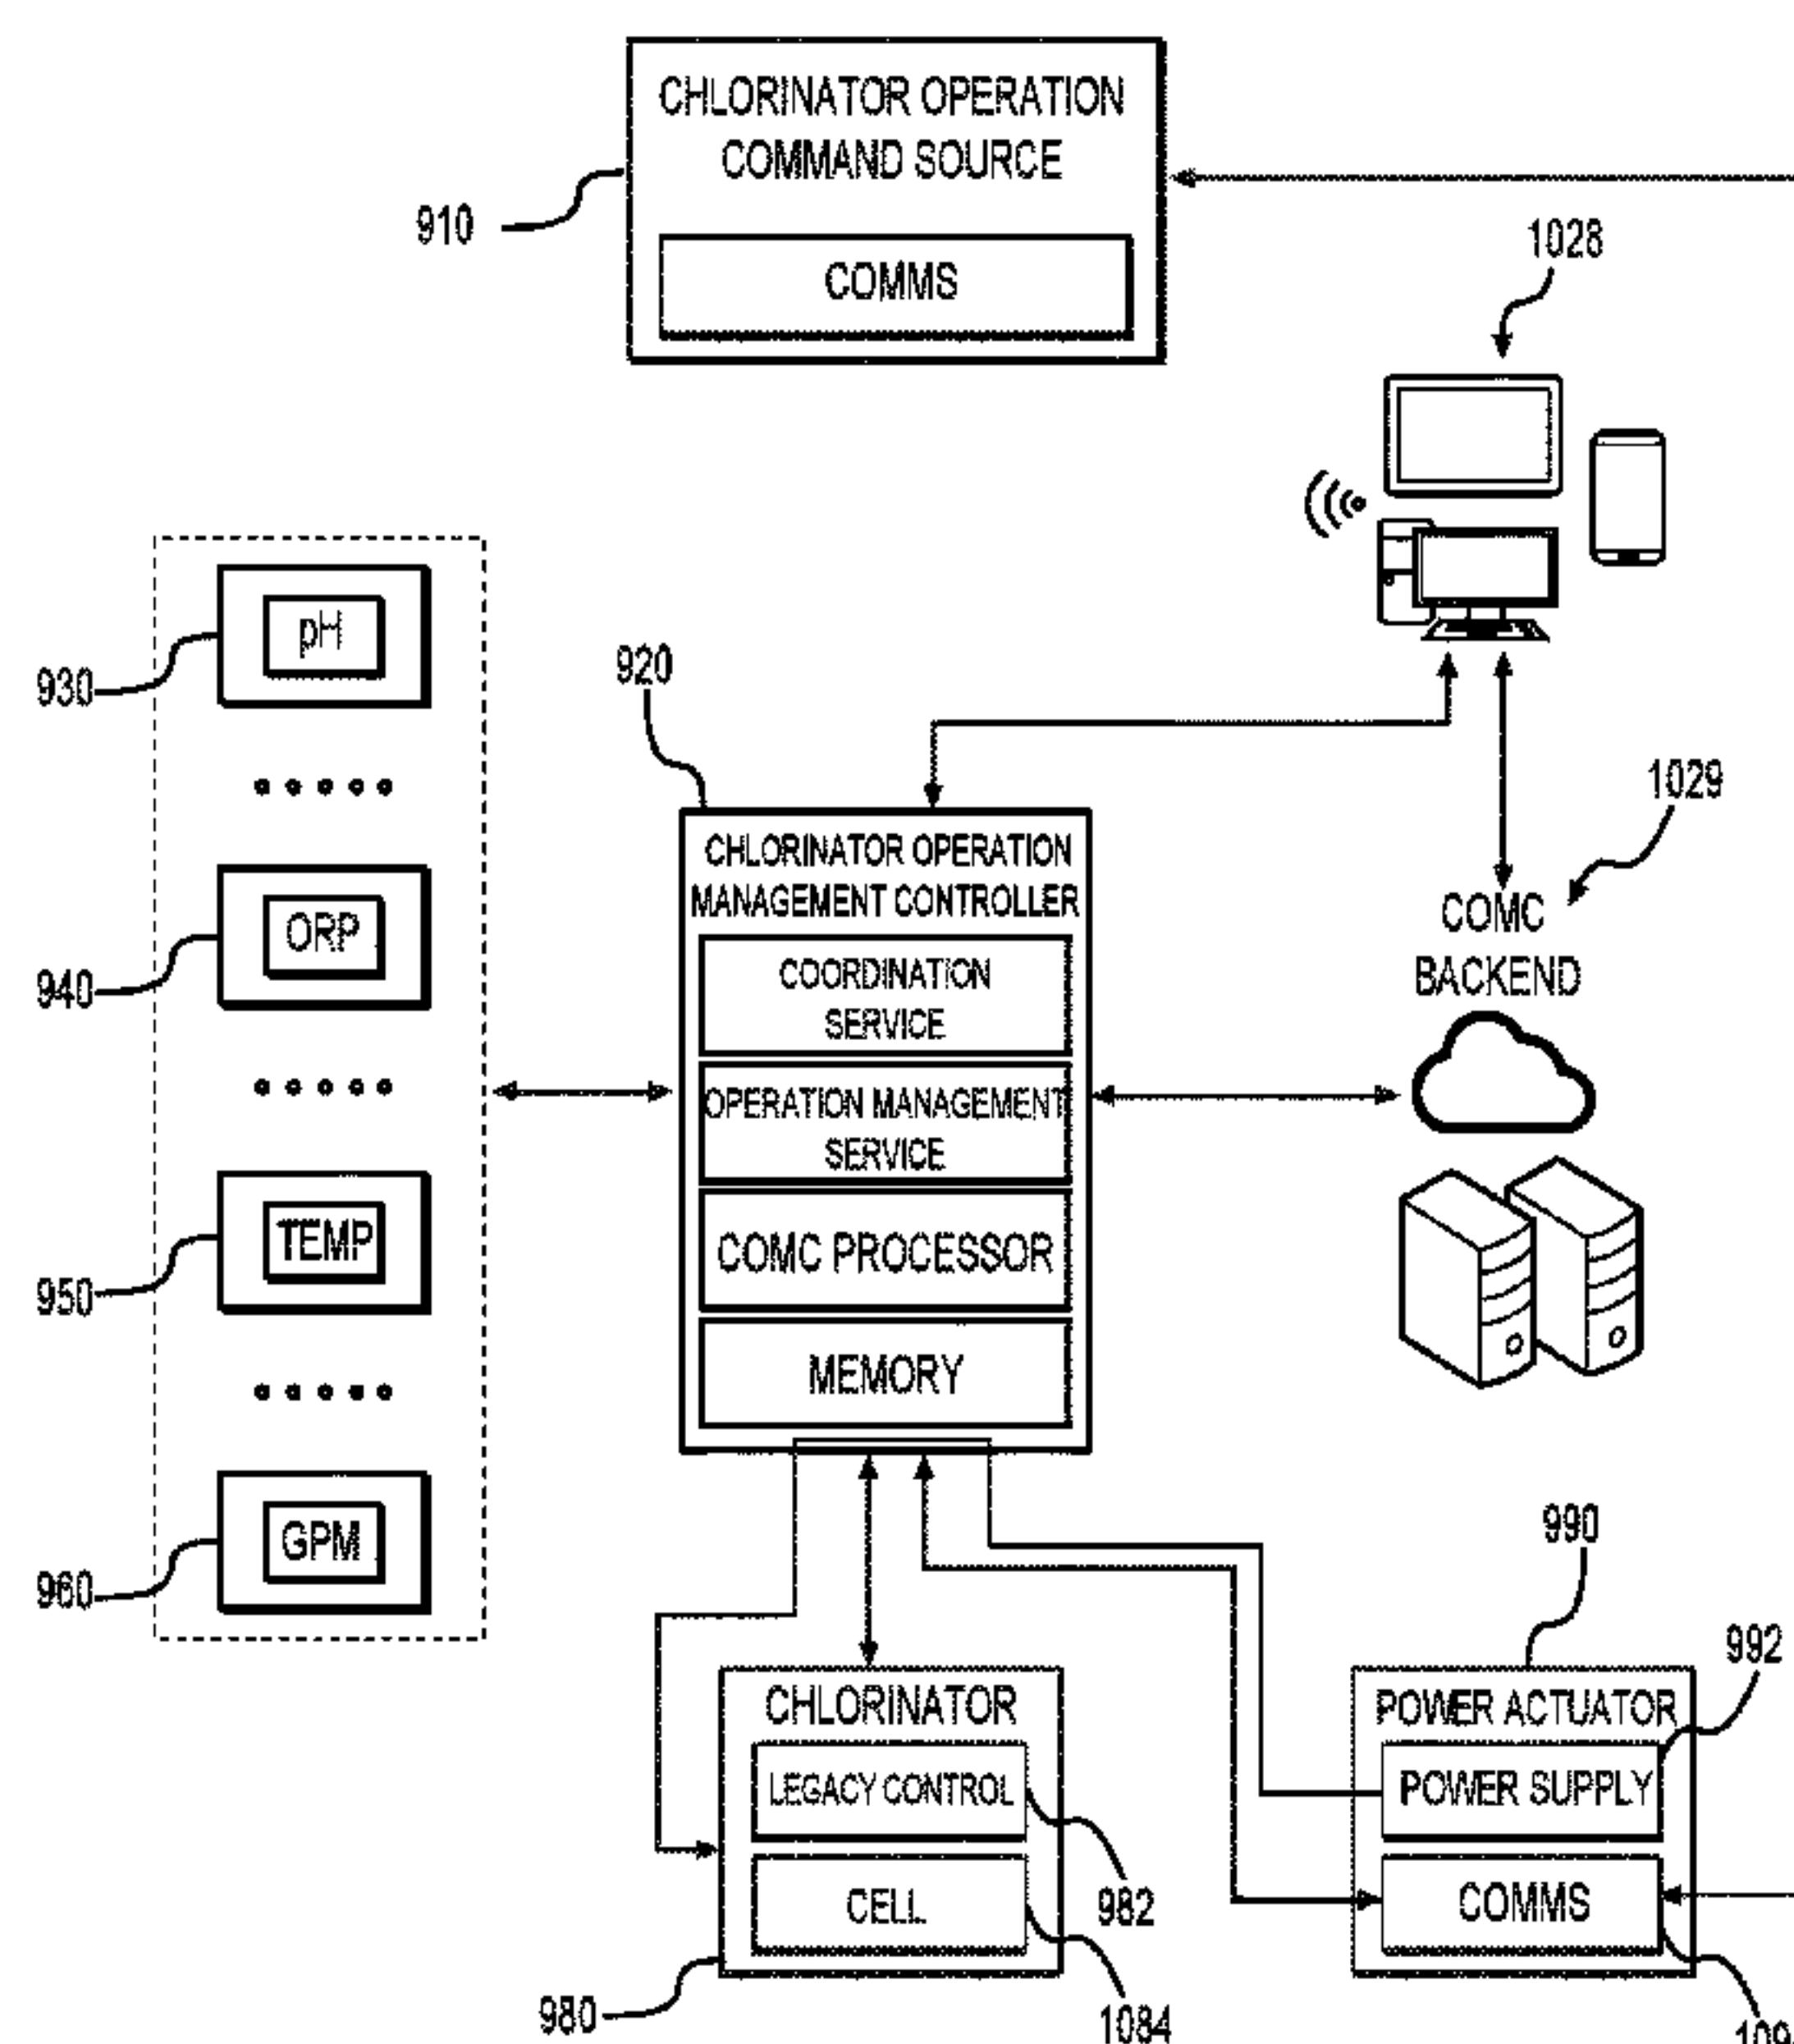 CHLORINATOR OPERATION
COMMAND SOURCE
COMMS
910
1028
930
pH
940
ORP
950
TEMP
960
GPM
920
CHLORINATOR OPERATION
MANAGEMENT CONTROLLER
COORDINATION
SERVICE
OPERATION MANAGEMENT
SERVICE
COMC PROCESSOR
MEMORY
1029
COMC
BACKEND
CHLORINATOR
LEGACY CONTROL
CELL
982
980
1084
990
992
POWER ACTUATOR
POWER SUPPLY
COMMS